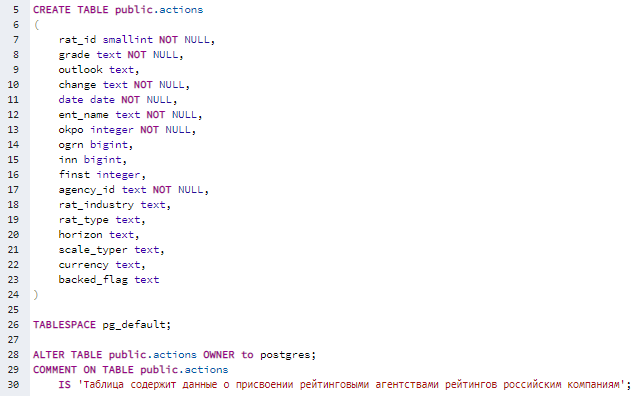 5 CREATE TABLE public.actions
6 (
7 rat_id smallint NOT NULL,
8 grade text NOT NULL,
9 outlook text,
10 change text NOT NULL,
11 date date NOT NULL,
12 ent_name text NOT NULL,
13 okpo integer NOT NULL,
14 ogrn bigint,
15 inn bigint,
16 finst integer,
17 agency_id text NOT NULL,
18 rat_industry text,
19 rat_type text,
20 horizon text,
21 scale_typer text,
22 currency text,
23 backed_flag text
24 )
25
26 TABLESPACE pg_default;
27
28 ALTER TABLE public.actions OWNER to postgres;
29 COMMENT ON TABLE public.actions
30 IS 'Таблица содержит данные о присвоении рейтинговыми агентствами рейтингов российским компаниям';